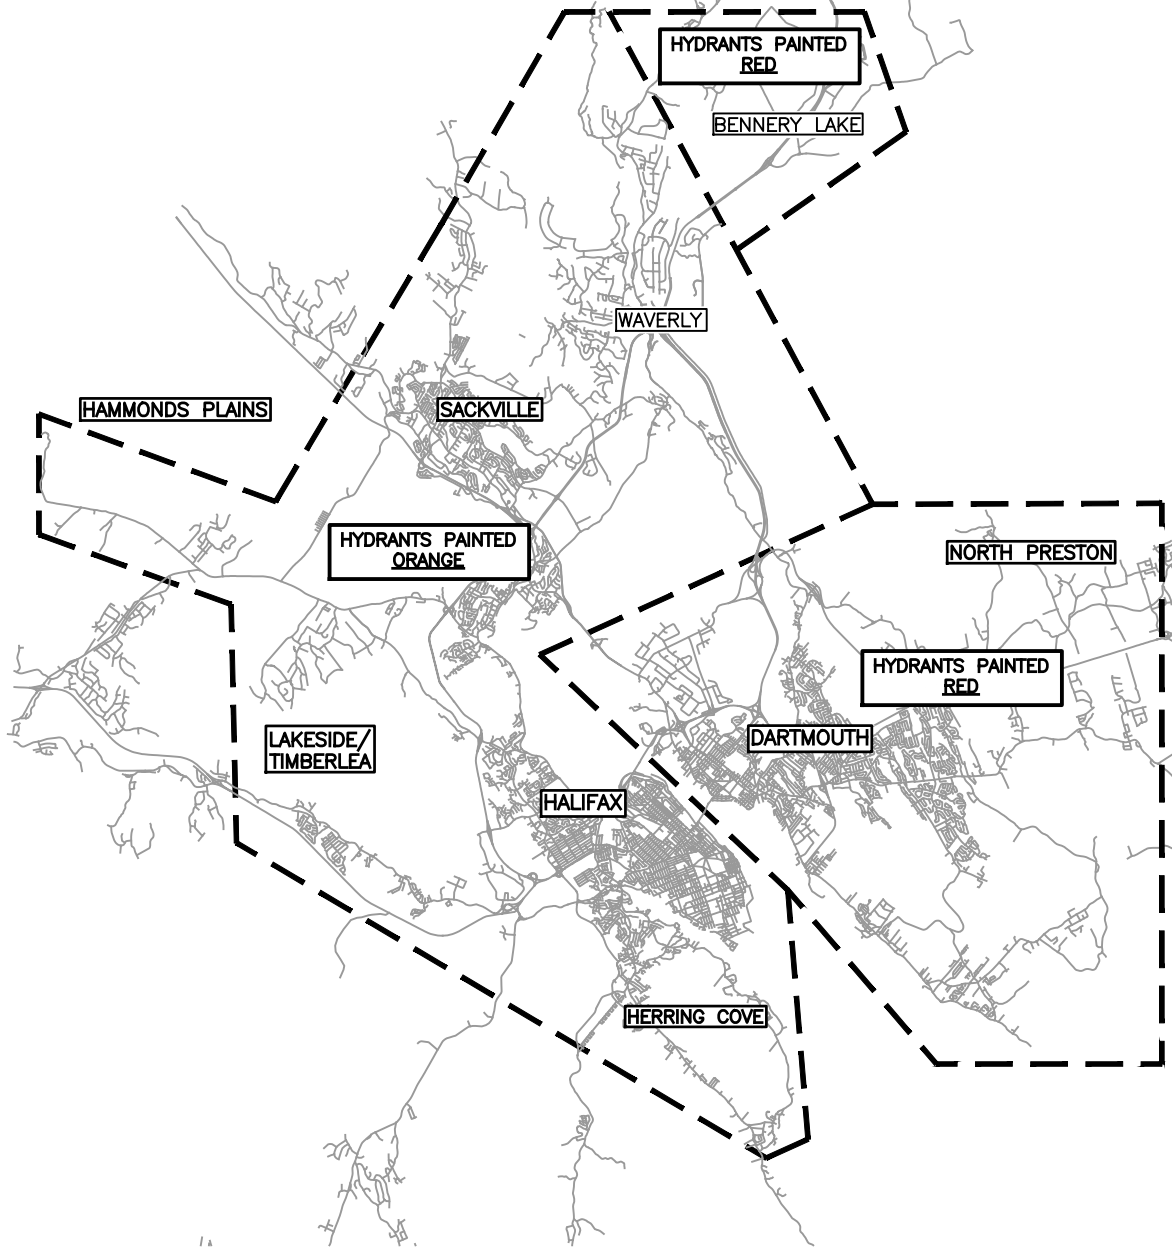 HYDRANTS PAINTED
RED
BENNERY LAKE
WAVERLY
HAMMONDS PLAINS
SACKVILLE
HYDRANTS PAINTED
ORANGE
NORTH PRESTON
HYDRANTS PAINTED
RED
LAKESIDE/
TIMBERLEA
DARTMOUTH
HALIFAX
HERRING COVE